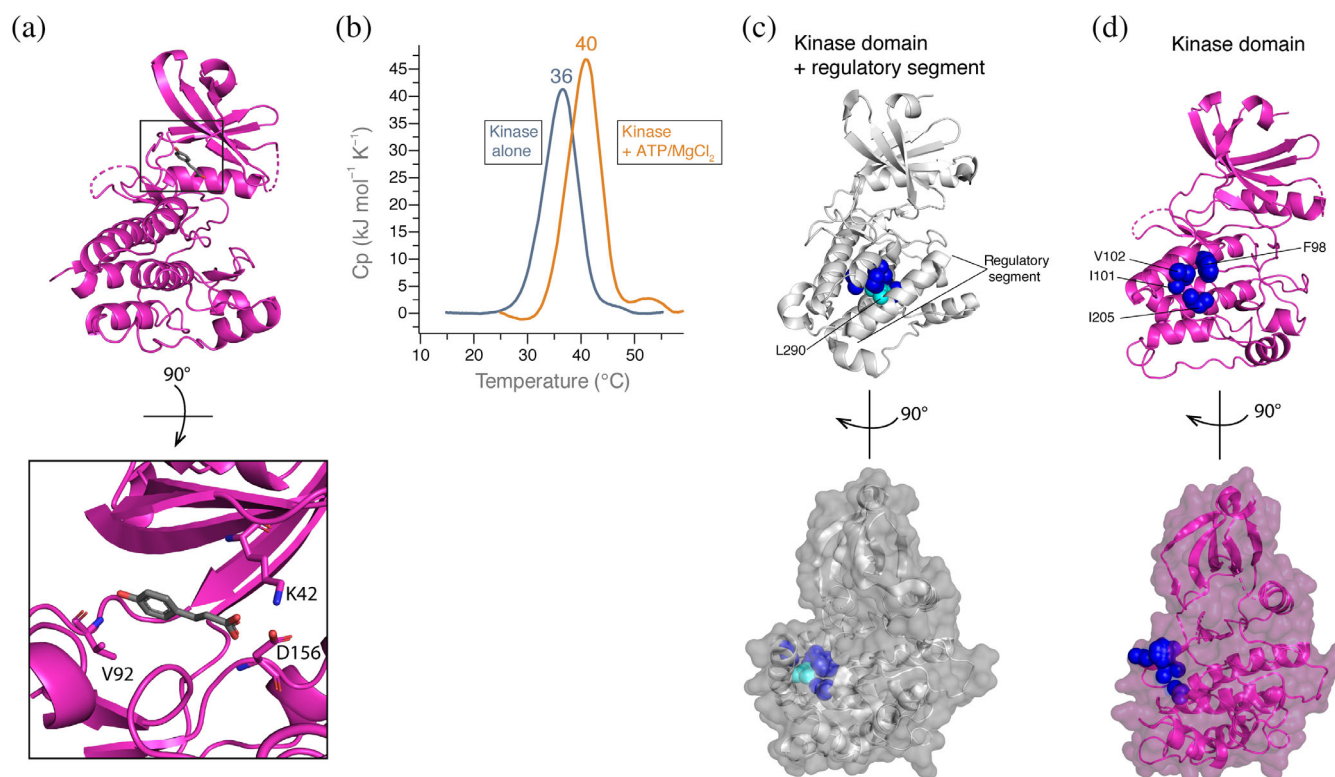 (a)
(b)
(c)
(d)
Kinase domain
+ regulatory segment
Kinase domain
36
40
Kinase
alone
Kinase
+ ATP/MgCl₂
Cp (kJ mol⁻¹ K⁻¹)
45
40
35
30
25
20
15
10
5
0
10
20
30
40
50
Temperature (°C)
Regulatory
segment
L290
V102
I101
F98
I205
90°
90°
90°
K42
V92
D156